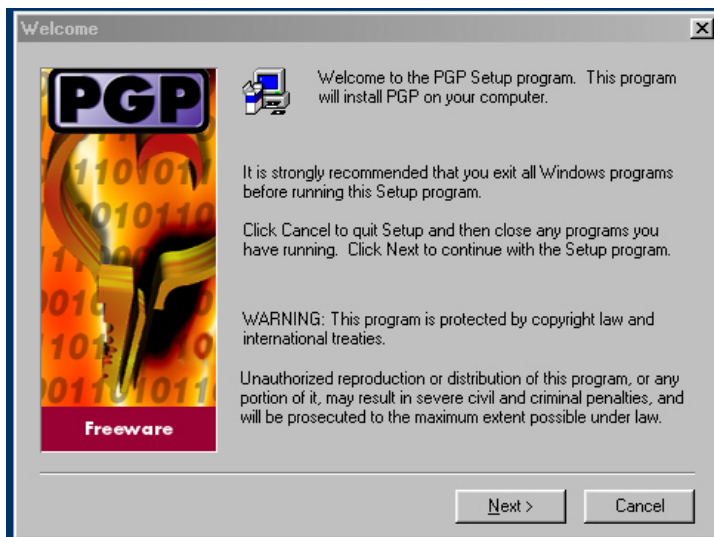 Welcome
PGP
Welcome to the PGP Setup program. This program
will install PGP on your computer.
It is strongly recommended that you exit all Windows programs
before running this Setup program.
Click Cancel to quit Setup and then close any programs you
have running. Click Next to continue with the Setup program.
WARNING: This program is protected by copyright law and
international treaties.
Unauthorized reproduction or distribution of this program, or any
portion of it, may result in severe civil and criminal penalties, and
will be prosecuted to the maximum extent possible under law.
Freeware
Next >
Cancel